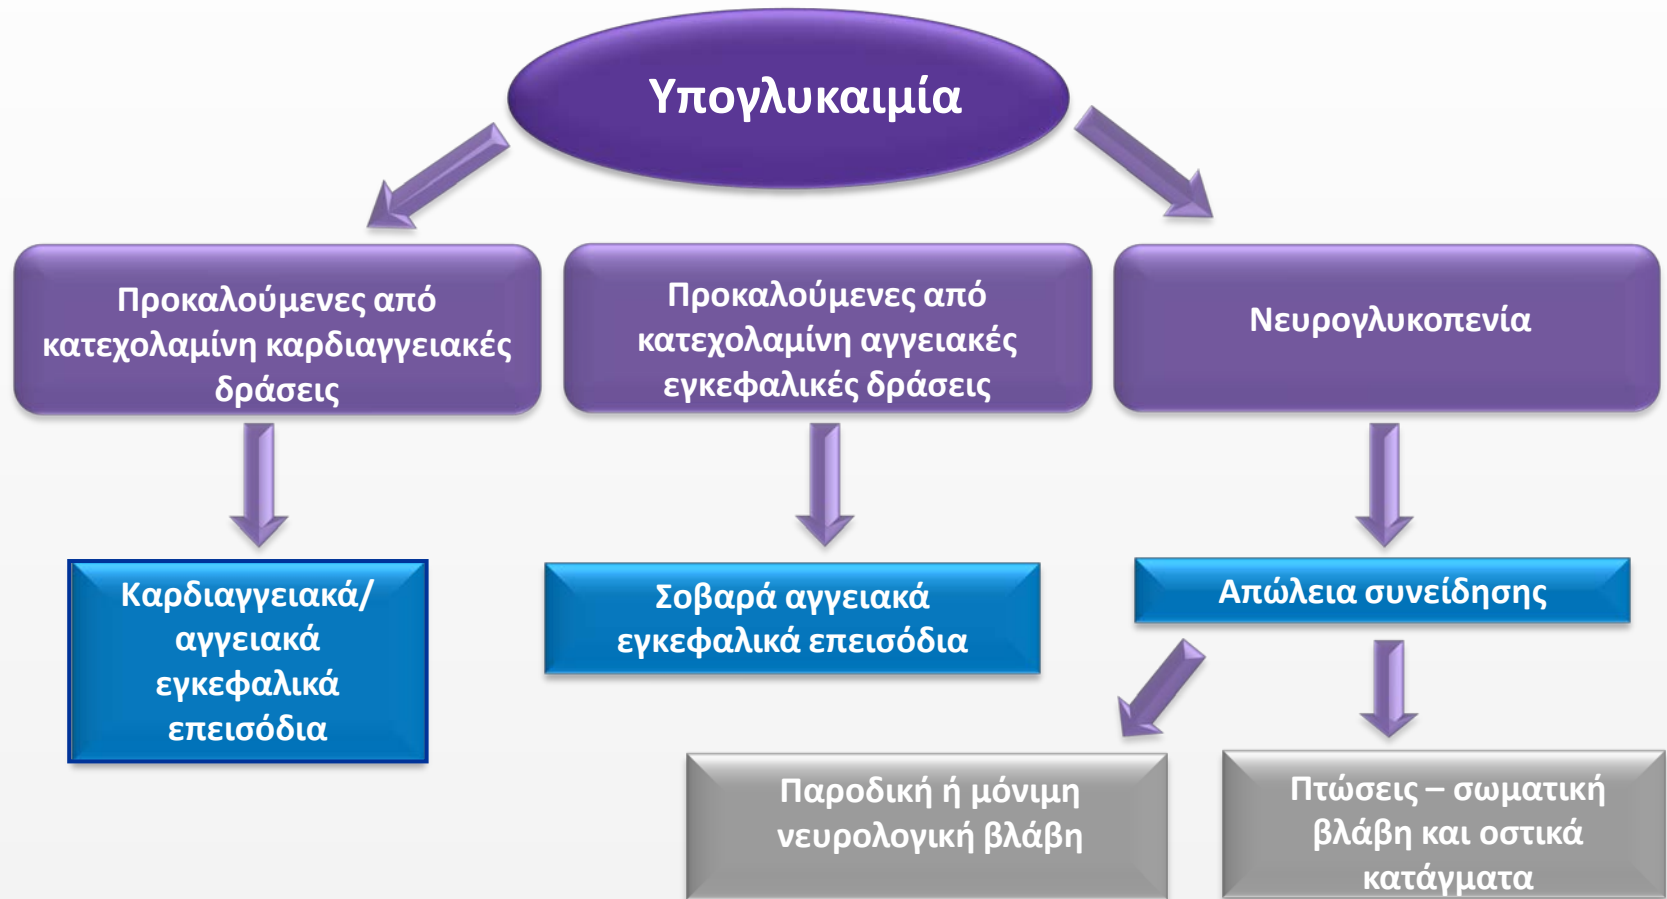 Υπογλυκαιμία
Προκαλούμενες από
κατεχολαμίνη καρδιαγγειακές
δράσεις
Προκαλούμενες από
κατεχολαμίνη αγγειακές
εγκεφαλικές δράσεις
Νευρογλυκοπενία
Καρδιαγγειακά/
αγγειακά
εγκεφαλικά
επεισόδια
Σοβαρά αγγειακά
εγκεφαλικά επεισόδια
Απώλεια συνείδησης
Παροδική ή μόνιμη
νευρολογική βλάβη
Πτώσεις – σωματική
βλάβη και οστικά
κατάγματα